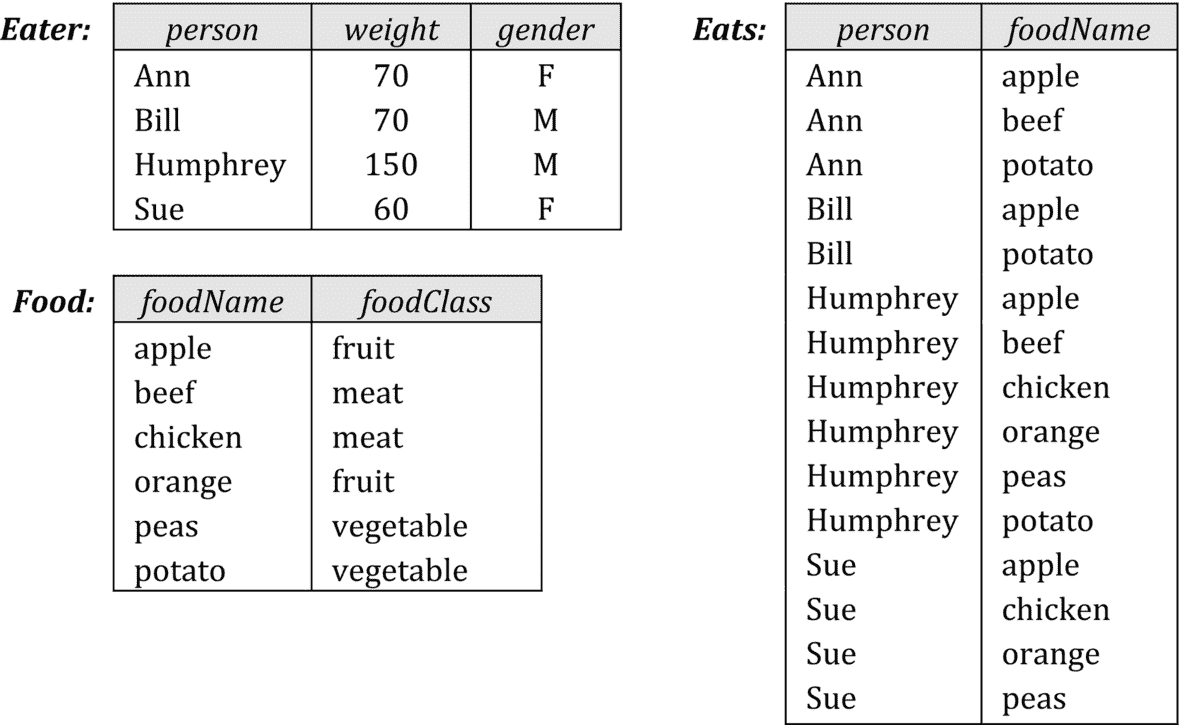 Eater:
person weight gender
Ann 70 F
Bill 70 M
Humphrey 150 M
Sue 60 F
Food:
foodName foodClass
apple fruit
beef meat
chicken meat
orange fruit
peas vegetable
potato vegetable
Eats:
person foodName
Ann apple
Ann beef
Ann potato
Bill apple
Bill potato
Humphrey apple
Humphrey beef
Humphrey chicken
Humphrey orange
Humphrey peas
Humphrey potato
Sue apple
Sue chicken
Sue orange
Sue peas